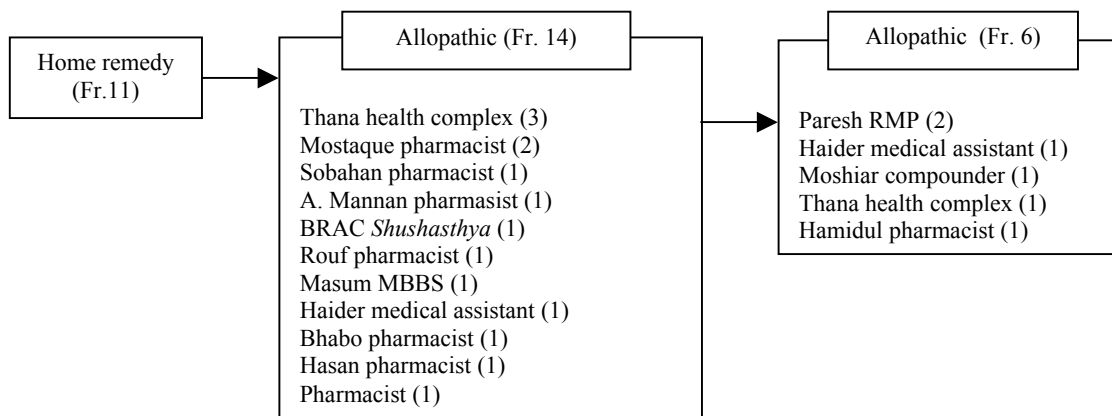 Home remedy
(Fr.11)
Allopathic (Fr. 14)
Thana health complex (3)
Mostaque pharmacist (2)
Sobahan pharmacist (1)
A. Mannan pharmasist (1)
BRAC Shushasthya (1)
Rouf pharmacist (1)
Masum MBBS (1)
Haider medical assistant (1)
Bhabo pharmacist (1)
Hasan pharmacist (1)
Pharmacist (1)
Allopathic (Fr. 6)
Paresh RMP (2)
Haider medical assistant (1)
Moshiar compounder (1)
Thana health complex (1)
Hamidul pharmacist (1)